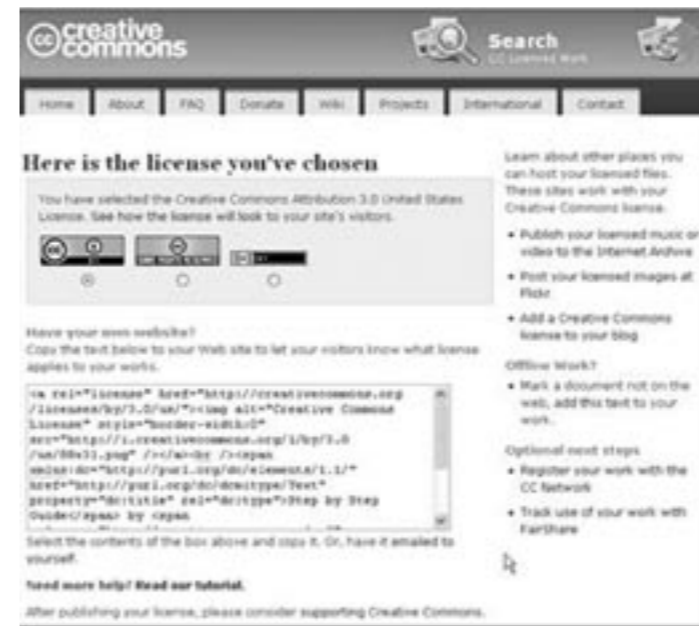 creative
commons
Search
CC Licensed Work
Home About FAQ Donate Wiki Projects International Contact
Here is the license you've chosen
You have selected the Creative Commons Attribution 3.0 United States
License. See how the license will look to your site's visitors.
Have your own website?
Copy the text below to your Web site to let your visitors know what license
applies to your works.
<a rel="license" href="http://creativecommons.org
/licenses/by/3.0/us/"><img alt="Creative Commons
License" style="border-width:0"
src="http://i.creativecommons.org/l/by/3.0
/us/88x31.png" /></a><br /><span
xmlns:dc="http://purl.org/dc/elements/1.1/"
href="http://purl.org/dc/dcmitype/Text"
property="dc:title" rel="dc:type">Step by Step
Guide</span> by <span
Select the contents of the box above and copy it. Or, have it emailed to
yourself.
Need more help? Read our tutorial.
After publishing your license, please consider supporting Creative Commons.
Learn about other places you
can host your licensed files.
These sites work with your
Creative Commons license.
• Publish your licensed music or
video to the Internet Archive
• Post your licensed images at
Flickr
• Add a Creative Commons
license to your blog
Offline Work?
• Mark a document not on the
web, add this text to your
work.
Optional next steps
• Register your work with the
CC Network
• Track use of your work with
FairShare